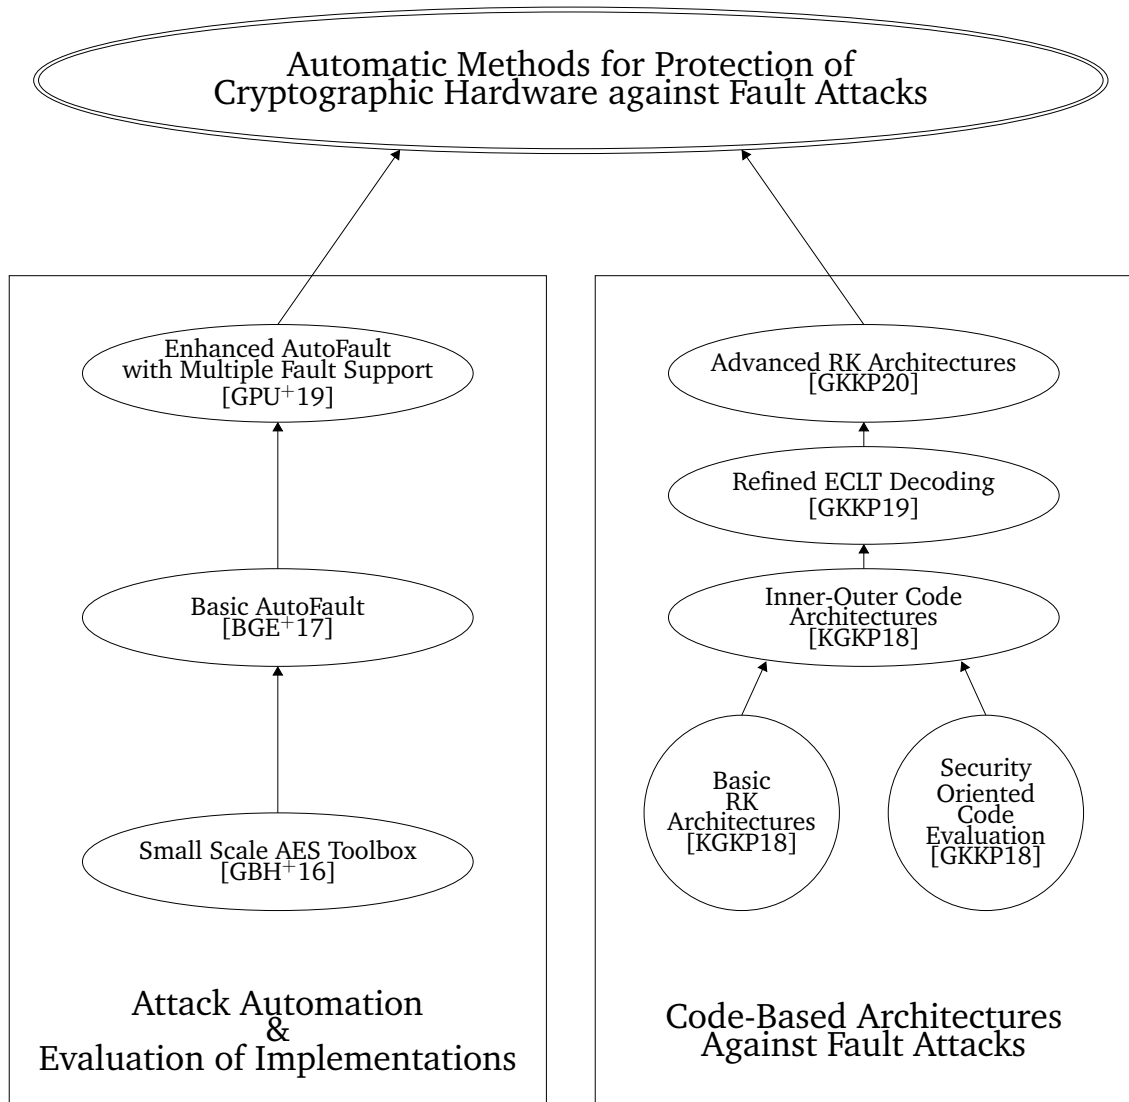 Automatic Methods for Protection of
Cryptographic Hardware against Fault Attacks
Enhanced AutoFault
with Multiple Fault Support
[GPU+19]
Basic AutoFault
[BGE+17]
Small Scale AES Toolbox
[GBH+16]
Attack Automation
&
Evaluation of Implementations
Advanced RK Architectures
[GKKP20]
Refined ECLT Decoding
[GKKP19]
Inner-Outer Code
Architectures
[KGKP18]
Basic
RK
Architectures
[KGKP18]
Security
Oriented
Code
Evaluation
[GKKP18]
Code-Based Architectures
Against Fault Attacks